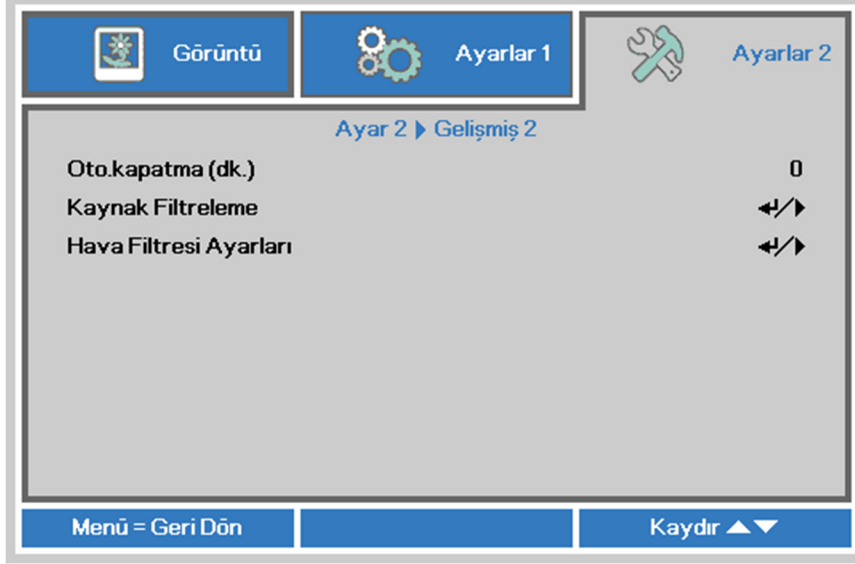 Görüntü
Ayarlar 1
Ayarlar 2
Ayar 2 ▶ Gelişmiş 2
Oto.kapatma (dk.) 0
Kaynak Filtreleme ↵/▶
Hava Filtresi Ayarları ↵/▶
Menü = Geri Dön
Kaydır ▲▼